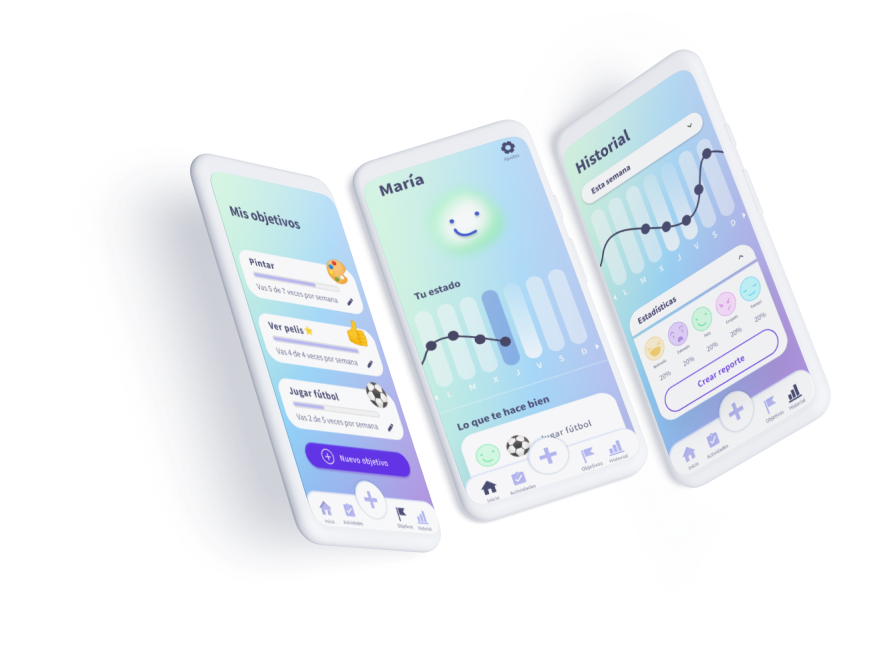 Mis objetivos
Pintar
Vas 5 de 7 veces por semana
Ver pelis
Vas 4 de 4 veces por semana
Jugar fútbol
Vas 2 de 5 veces por semana
Nuevo objetivo
Inicio
Actividades
Objetivos
Historial
María
Ajustes
Tu estado
L M X J V S D
Lo que te hace bien
Jugar fútbol
Inicio
Actividades
Objetivos
Historial
Historial
Esta semana
L M X J V S D
Estadísticas
Feliz
20% 20% 20% 20% 20%
Crear reporte
Inicio
Actividades
Objetivos
Historial